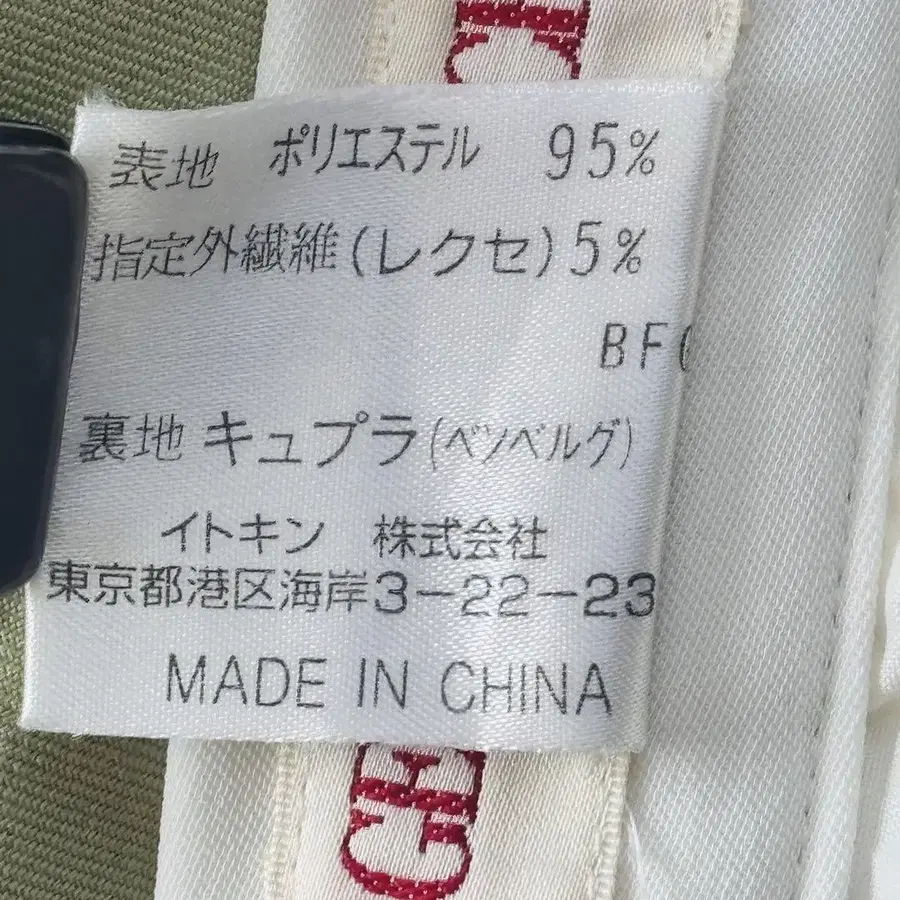 表地 ポリエステル 95%
指定外繊維(レクセ)5%
BF
裏地 キュプラ(ベンベルグ)
イトキン 株式会社
東京都港区海岸3-22-23
MADE IN CHINA
GE